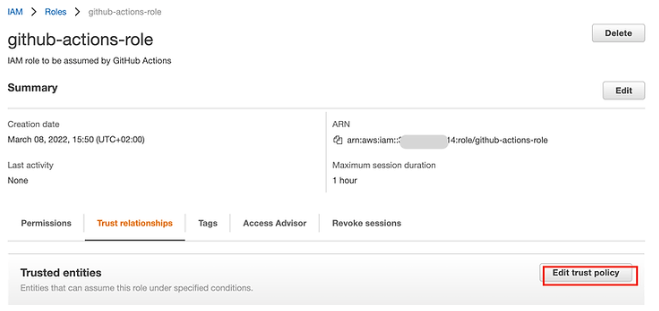 IAM > Roles > github-actions-role
github-actions-role
Delete
IAM role to be assumed by GitHub Actions
Summary
Edit
Creation date
March 08, 2022, 15:50 (UTC+02:00)
ARN
arn:aws:iam::14:role/github-actions-role
Last activity
None
Maximum session duration
1 hour
Permissions Trust relationships Tags Access Advisor Revoke sessions
Trusted entities
Edit trust policy
Entities that can assume this role under specified conditions.